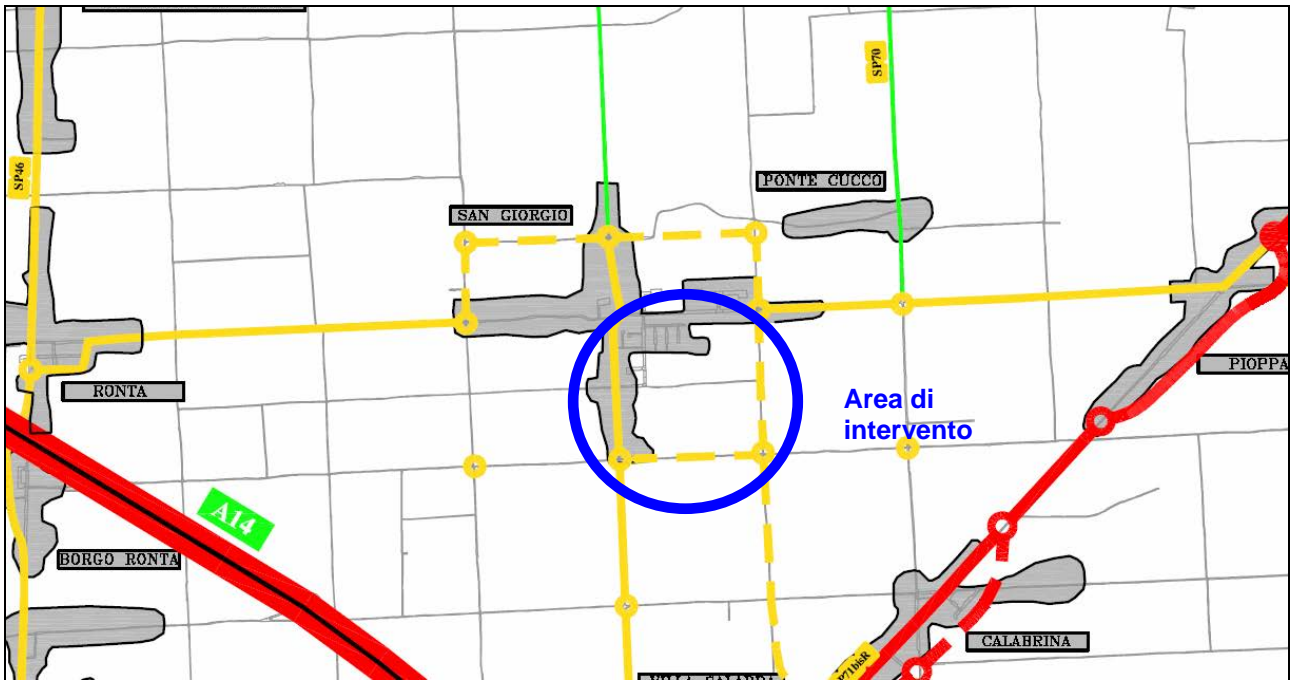 SP70
SP46
PONTE CUCCO
SAN GIORGIO
RONTA
PIOPPA
Area di
intervento
A14
BORGO RONTA
CALABRINA